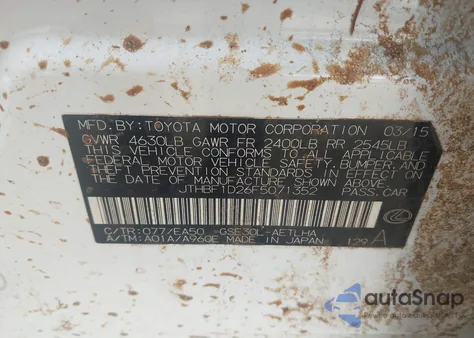 MFD.BY:TOYOTA MOTOR CORPORATION 03/15
GVWR 4630LB GAWR FR 2400LB RR 2545LB
THIS VEHICLE CONFORMS TO ALL APPLICABLE
FEDERAL MOTOR VEHICLE SAFETY, BUMPER, AND
THEFT PREVENTION STANDARDS IN EFFECT ON
THE DATE OF MANUFACTURE SHOWN ABOVE.
JTHBF1D26F5071352 PASS.CAR
C/TR:077/EA50 GSE30L-AETLHA
A/TM:A01A/A960E MADE IN JAPAN 129 A
autoSnap